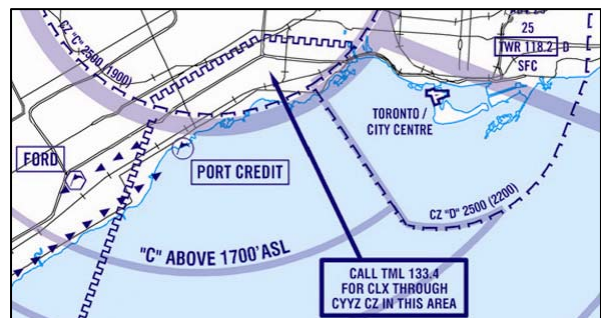 CZ "C" 2500 (1900)
25
TWR 118.2 D
SFC
TORONTO /
CITY CENTRE
FORD
PORT CREDIT
CZ "D" 2500 (2200)
"C" ABOVE 1700' ASL
CALL TML 133.4
FOR CLX THROUGH
CYYZ CZ IN THIS AREA